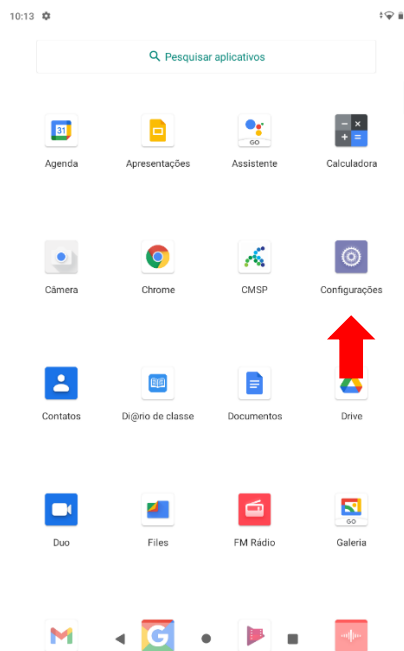 10:13
Pesquisar aplicativos
31
GO
Agenda Apresentações Assistente Calculadora
Câmera Chrome CMSP Configurações
Contatos Di@rio de classe Documentos Drive
GO
Duo Files FM Rádio Galeria